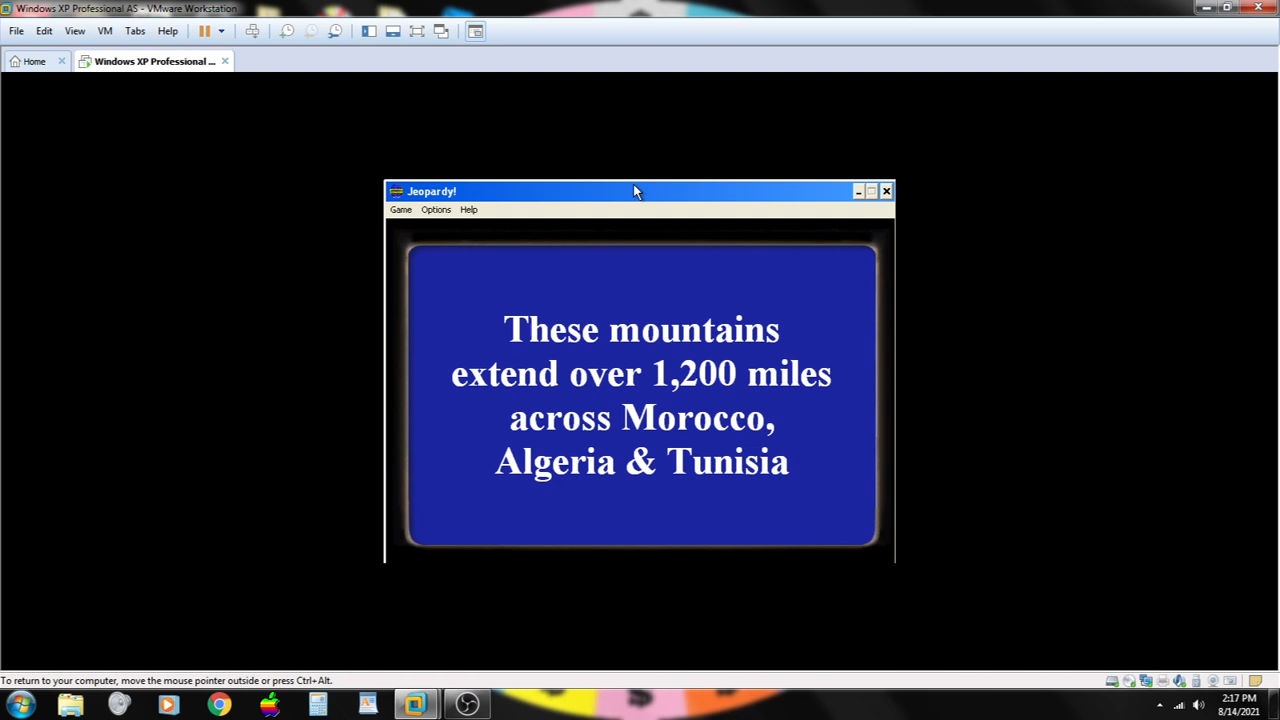 Windows XP Professional AS - VMware Workstation
File Edit View VM Tabs Help
Home Windows XP Professional ...
Jeopardy!
Game Options Help
These mountains
extend over 1,200 miles
across Morocco,
Algeria & Tunisia
To return to your computer, move the mouse pointer outside or press Ctrl+Alt.
2:17 PM
8/14/2021